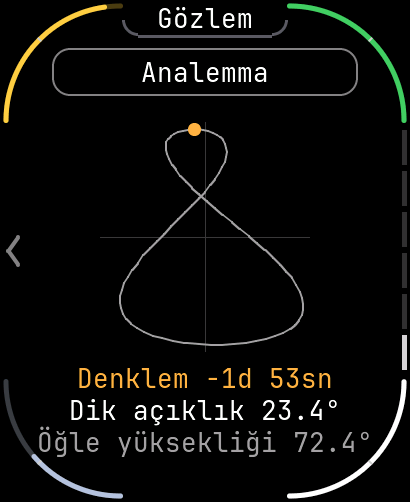 Gözlem
Analemma
Denklem -1d 53sn
Dik açıklık 23.4°
Öğle yüksekliği 72.4°